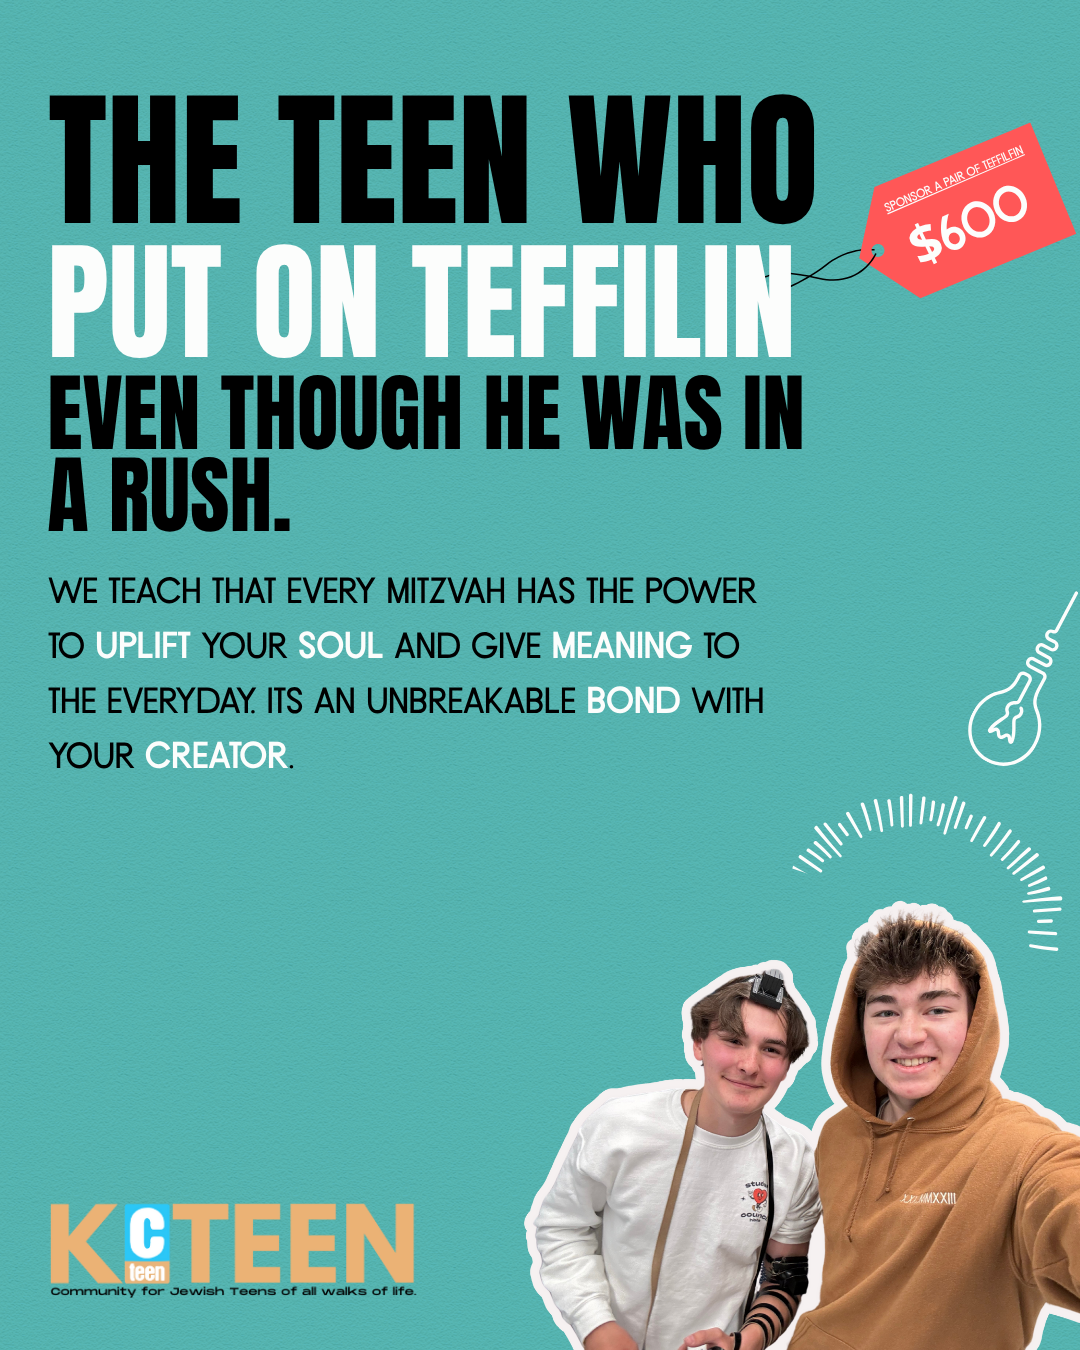 THE TEEN WHO
SPONSOR A PAIR OF TEFFILFIN
$600
PUT ON TEFFILIN
EVEN THOUGH HE WAS IN
A RUSH.
WE TEACH THAT EVERY MITZVAH HAS THE POWER
TO UPLIFT YOUR SOUL AND GIVE MEANING TO
THE EVERYDAY. ITS AN UNBREAKABLE BOND WITH
YOUR CREATOR.
K C teen TEEN
Community for Jewish Teens of all walks of life.